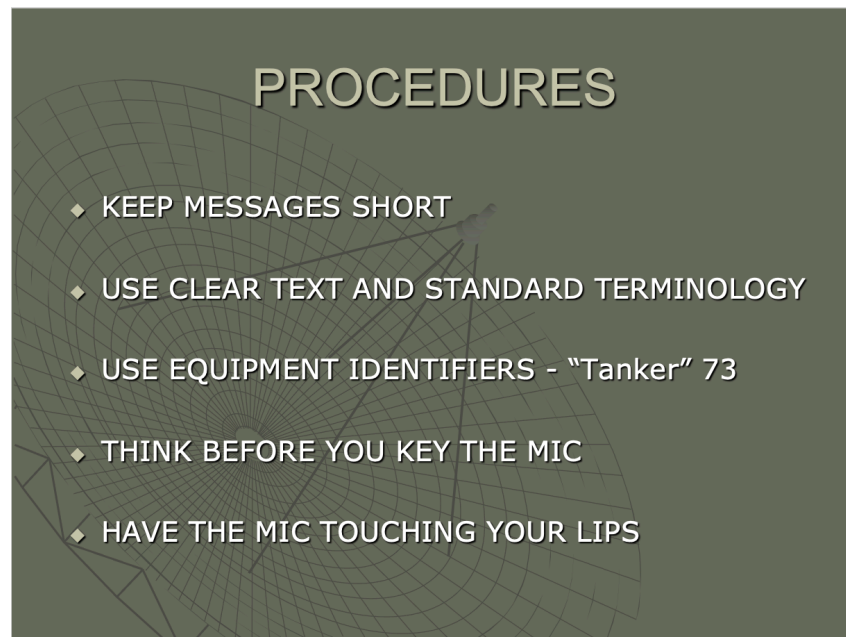 PROCEDURES
KEEP MESSAGES SHORT
USE CLEAR TEXT AND STANDARD TERMINOLOGY
USE EQUIPMENT IDENTIFIERS - “Tanker” 73
THINK BEFORE YOU KEY THE MIC
HAVE THE MIC TOUCHING YOUR LIPS